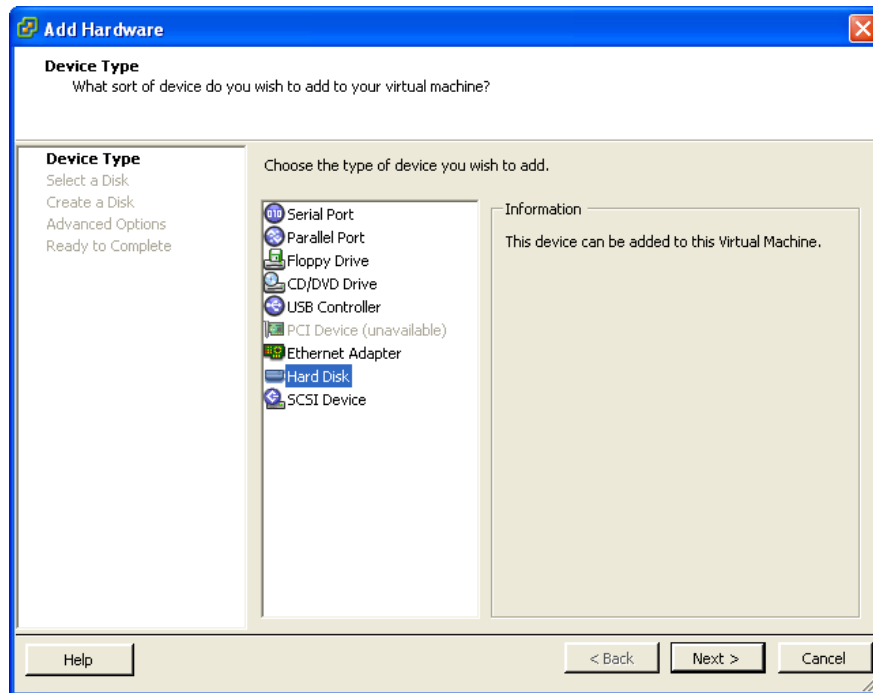 Add Hardware
Device Type
What sort of device do you wish to add to your virtual machine?
Device Type
Select a Disk
Create a Disk
Advanced Options
Ready to Complete
Choose the type of device you wish to add.
Serial Port
Parallel Port
Floppy Drive
CD/DVD Drive
USB Controller
PCI Device (unavailable)
Ethernet Adapter
Hard Disk
SCSI Device
Information
This device can be added to this Virtual Machine.
Help
< Back
Next >
Cancel